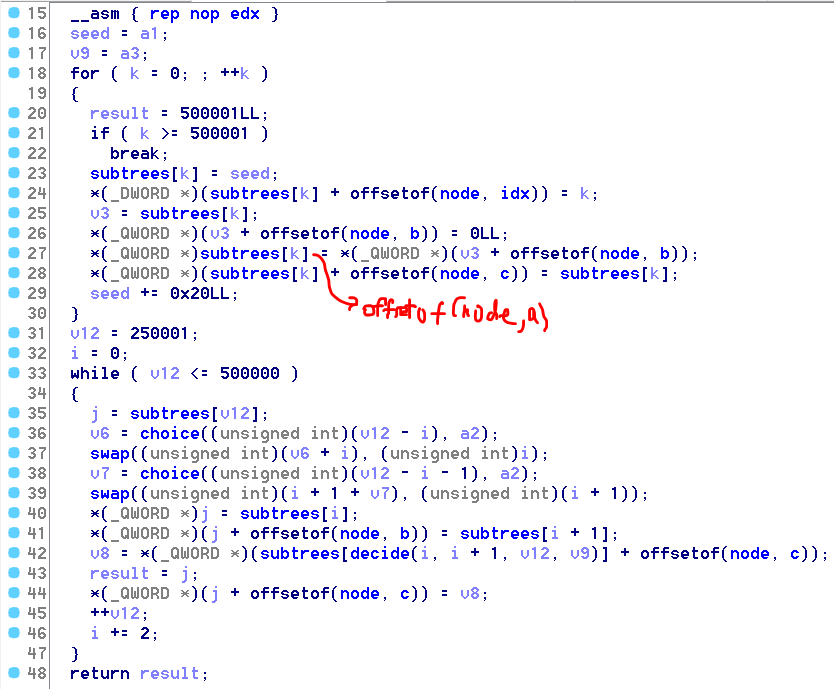 15 __asm { rep nop edx }
16 seed = a1;
17 v9 = a3;
18 for ( k = 0; ; ++k )
19 {
20 result = 500001LL;
21 if ( k >= 500001 )
22 break;
23 subtrees[k] = seed;
24 *(_DWORD *)(subtrees[k] + offsetof(node, idx)) = k;
25 v3 = subtrees[k];
26 *(_QWORD *)(v3 + offsetof(node, b)) = 0LL;
27 *(_QWORD *)subtrees[k] = *(_QWORD *)(v3 + offsetof(node, b));
28 *(_QWORD *)(subtrees[k] + offsetof(node, c)) = subtrees[k];
29 seed += 0x20LL;
offsetof(node,a)
30 }
31 v12 = 250001;
32 i = 0;
33 while ( v12 <= 500000 )
34 {
35 j = subtrees[v12];
36 v6 = choice((unsigned int)(v12 - i), a2);
37 swap((unsigned int)(v6 + i), (unsigned int)i);
38 v7 = choice((unsigned int)(v12 - i - 1), a2);
39 swap((unsigned int)(i + 1 + v7), (unsigned int)(i + 1));
40 *(_QWORD *)j = subtrees[i];
41 *(_QWORD *)(j + offsetof(node, b)) = subtrees[i + 1];
42 v8 = *(_QWORD *)(subtrees[decide(i, i + 1, v12, v9)] + offsetof(node, c));
43 result = j;
44 *(_QWORD *)(j + offsetof(node, c)) = v8;
45 ++v12;
46 i += 2;
47 }
48 return result;